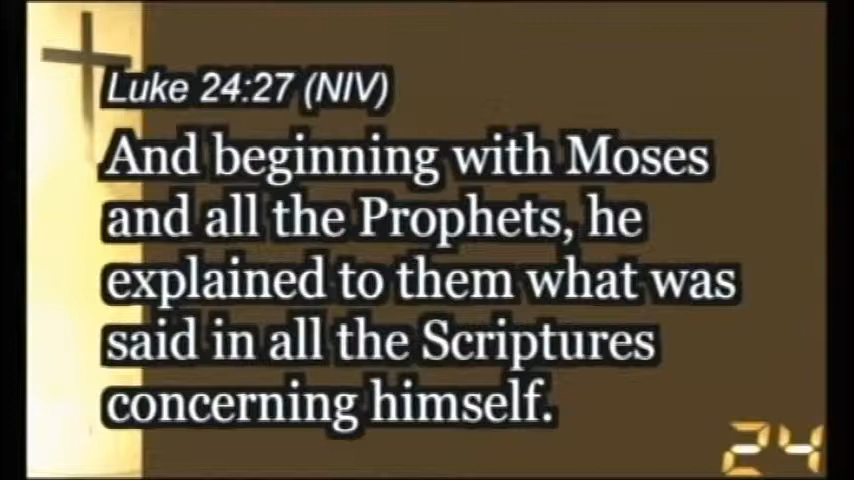 Luke 24:27 (NIV)
And beginning with Moses
and all the Prophets, he
explained to them what was
said in all the Scriptures
concerning himself.
24